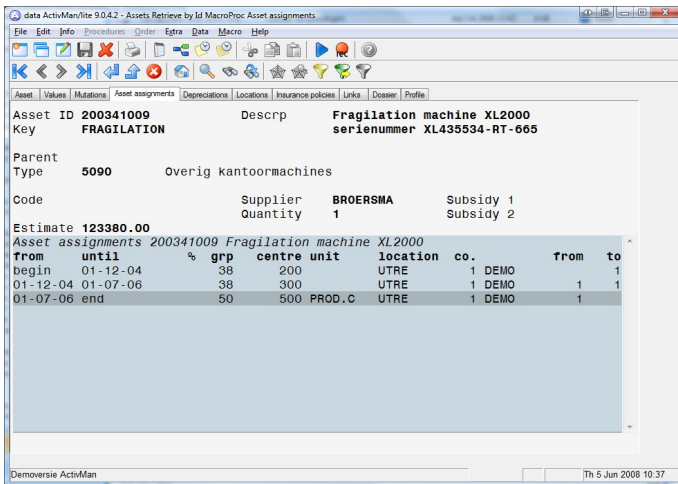 data ActivMan/lite 9.0.4.2 - Assets Retrieve by Id MacroProc Asset assignments
File Edit Info Procedures Order Extra Data Macro Help
Asset Values Mutations Asset assignments Depreciations Locations Insurance policies Links Dossier Profile
Asset ID 200341009 Descrp Fragilation machine XL2000
Key FRAGILATION serienummer XL435534-RT-665
Parent
Type 5090 Overig kantoormachines
Code Supplier BROERSMA Subsidy 1
Quantity 1 Subsidy 2
Estimate 123380.00
Asset assignments 200341009 Fragilation machine XL2000
from until % grp centre unit location co. from to
begin 01-12-04 38 200 UTRE 1 DEMO 1
01-12-04 01-07-06 38 300 UTRE 1 DEMO 1 1
01-07-06 end 50 500 PROD.C UTRE 1 DEMO 1
Demoversie ActivMan Th 5 Jun 2008 10:37